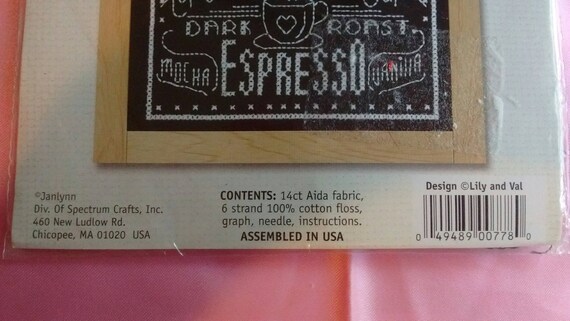 DARK ROAST
MOCHA ESPRESSO VANILLA
©Janlynn
Div. Of Spectrum Crafts, Inc.
460 New Ludlow Rd.
Chicopee, MA 01020 USA
CONTENTS: 14ct Aida fabric,
6 strand 100% cotton floss,
graph, needle, instructions.
ASSEMBLED IN USA
Design ©Lily and Val
0 49489 00778 0